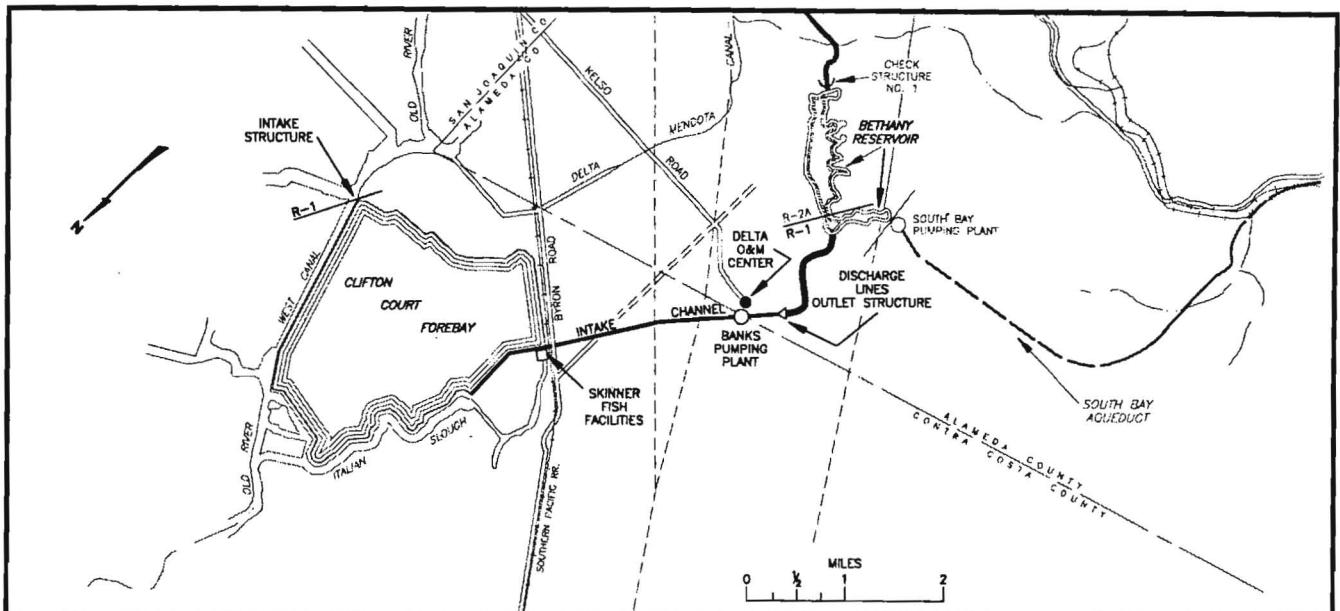 OLD
RIVER
SAN JOAQUIN CO
ALAMEDA CO
KELSO
ROAD
CANAL
MENDOTA
DELTA
CHECK
STRUCTURE
NO. 1
BETHANY
RESERVOIR
INTAKE
STRUCTURE
R-1
N
R-2A
R-1
SOUTH BAY
PUMPING PLANT
DELTA
O&M
CENTER
DISCHARGE
LINES
OUTLET STRUCTURE
WEST CANAL
CLIFTON
COURT
FOREBAY
BYRON
ROAD
INTAKE
CHANNEL
BANKS
PUMPING
PLANT
SKINNER
FISH
FACILITIES
SOUTH BAY
AQUEDUCT
ALAMEDA COUNTY
CONTRA COSTA COUNTY
OLD
RIVER
ITALIAN
SLOUGH
SOUTHERN PACIFIC RR.
MILES
0 ½ 1 2